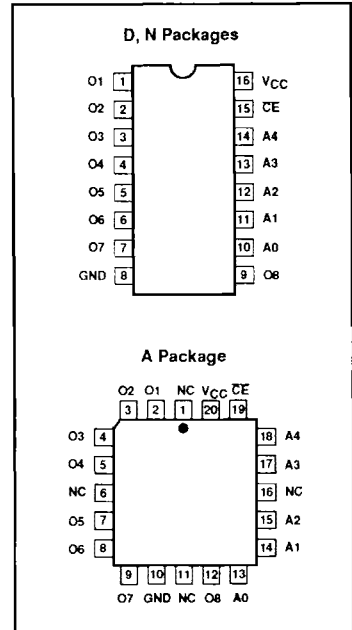 D, N Packages
O1 1 16 VCC
O2 2 15 CE
O3 3 14 A4
O4 4 13 A3
O5 5 12 A2
O6 6 11 A1
O7 7 10 A0
GND 8 9 O8
A Package
O2 O1 NC VCC CE
3 2 1 20 19
O3 4 18 A4
O4 5 17 A3
NC 6 16 NC
O5 7 15 A2
O6 8 14 A1
9 10 11 12 13
O7 GND NC O8 A0